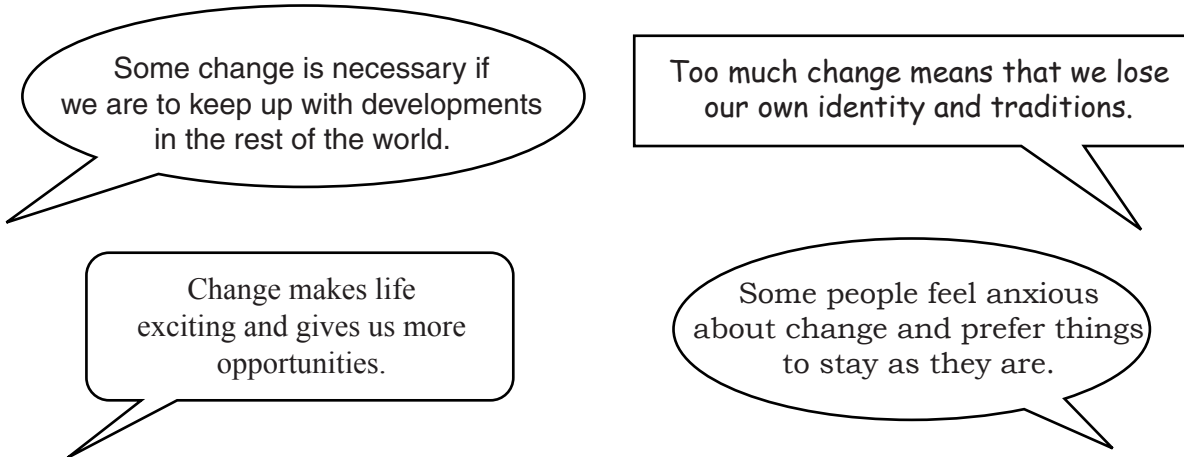 Some change is necessary if
we are to keep up with developments
in the rest of the world.
Too much change means that we lose
our own identity and traditions.
Change makes life
exciting and gives us more
opportunities.
Some people feel anxious
about change and prefer things
to stay as they are.